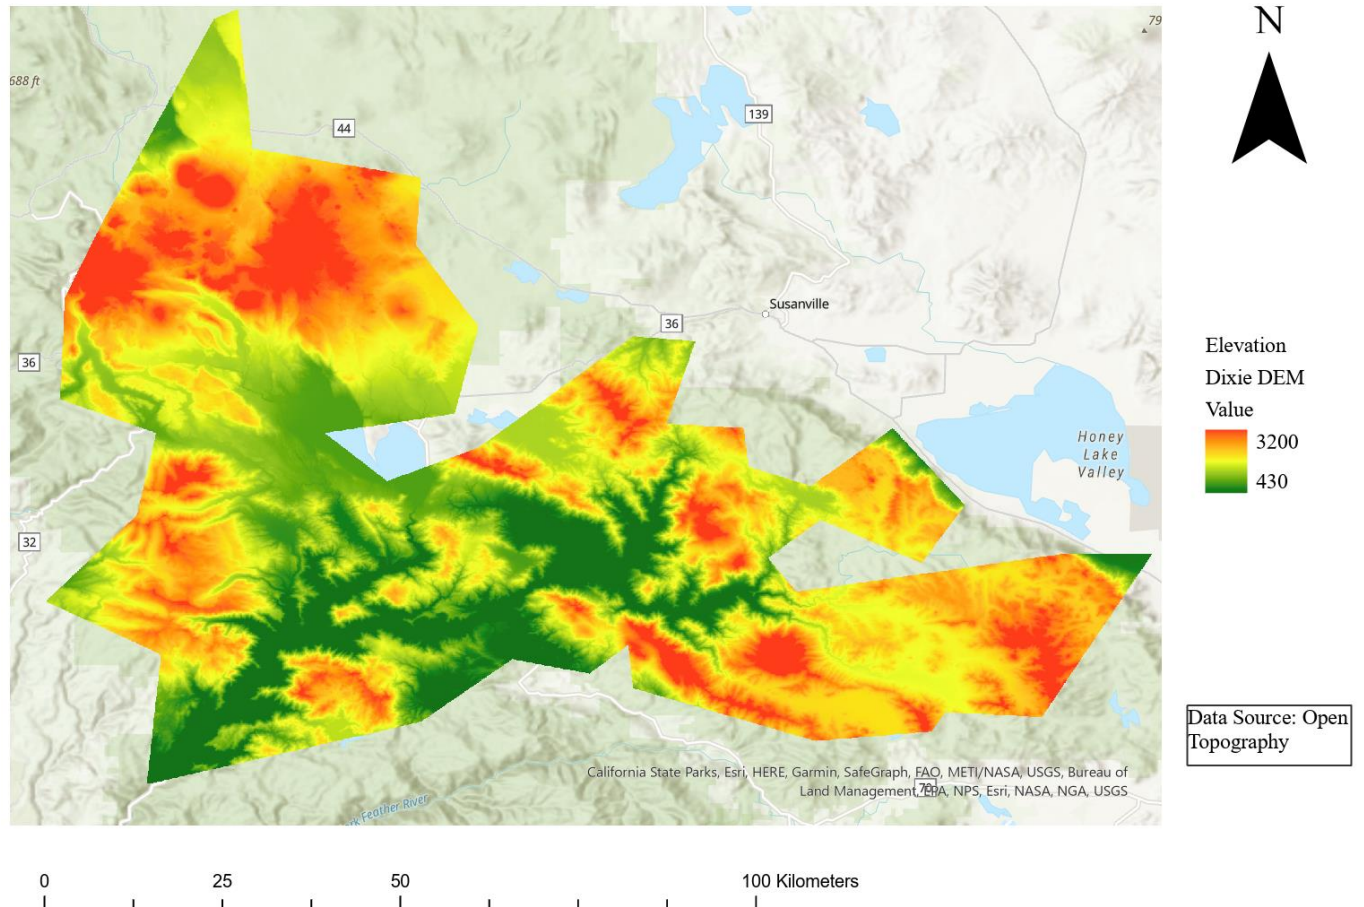 N
79
688 ft
44
139
Susanville
36
36
Elevation
Dixie DEM
Value
3200
430
Honey
Lake
Valley
32
Data Source: Open
Topography
California State Parks, Esri, HERE, Garmin, SafeGraph, FAO, METI/NASA, USGS, Bureau of
Land Management, EPA, NPS, Esri, NASA, NGA, USGS
70
rk Feather River
0 25 50 100 Kilometers